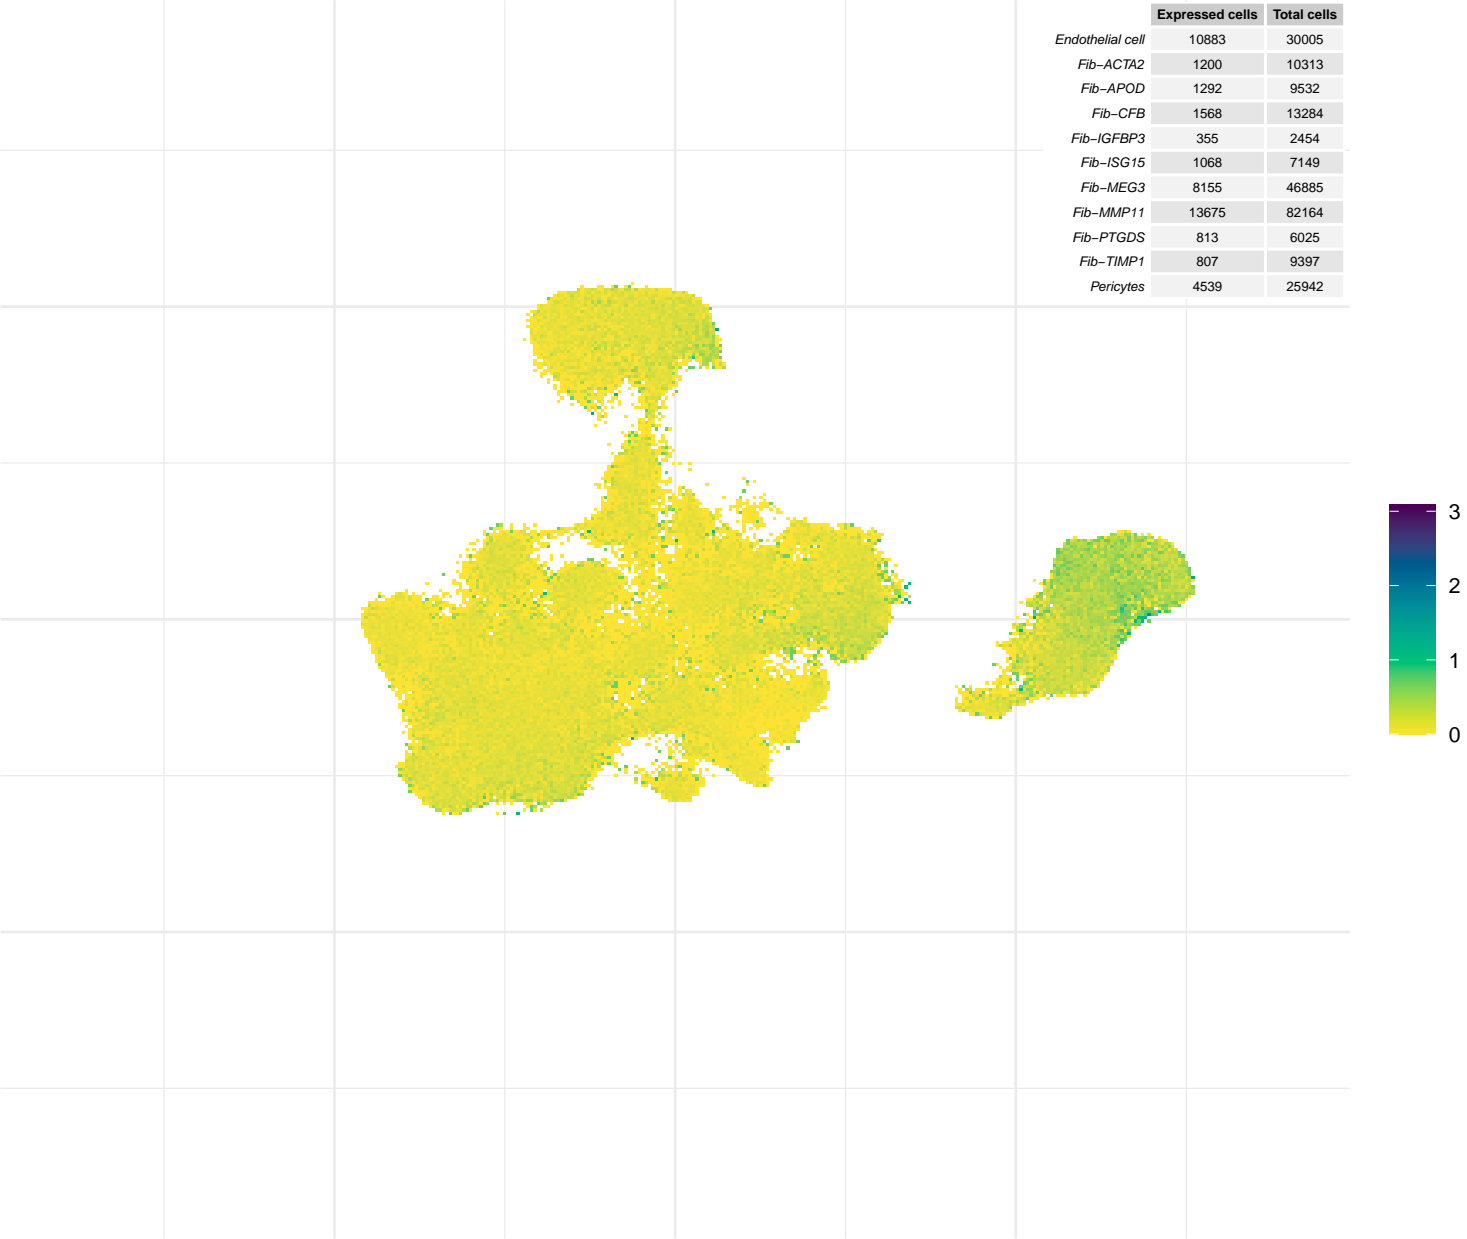 Expressed cells Total cells
Endothelial cell 10883 30005
Fib−ACTA2 1200 10313
Fib−APOD 1292 9532
Fib−CFB 1568 13284
Fib−IGFBP3 355 2454
Fib−ISG15 1068 7149
Fib−MEG3 8155 46885
Fib−MMP11 13675 82164
Fib−PTGDS 813 6025
Fib−TIMP1 807 9397
Pericytes 4539 25942
3
2
1
0